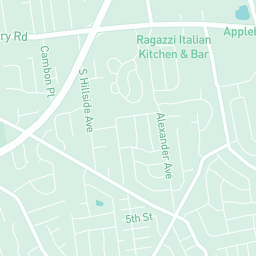 ry Rd
Ragazzi Italian
Kitchen & Bar
Appleb
Cambon Pl
S Hillside Ave
Alexander Ave
5th St